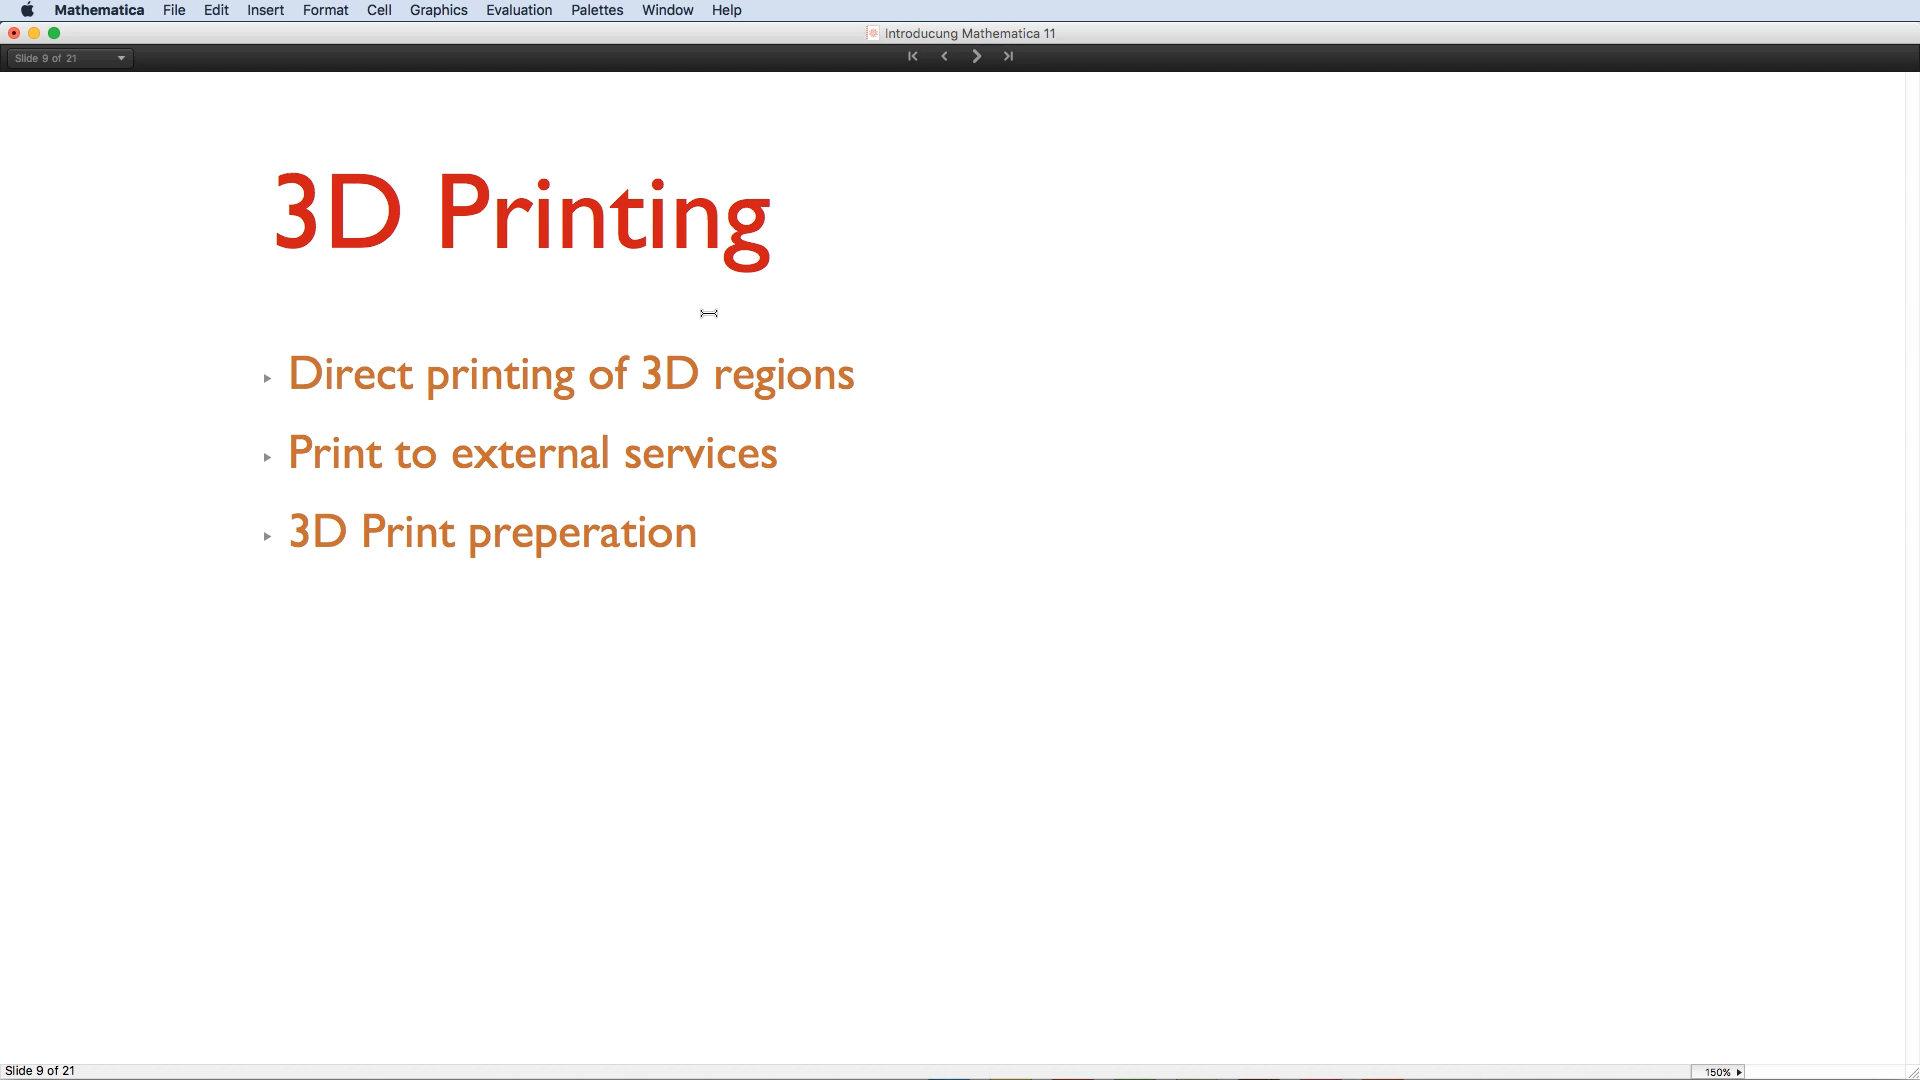 Mathematica File Edit Insert Format Cell Graphics Evaluation Palettes Window Help
Introducung Mathematica 11
Slide 9 of 21
3D Printing
Direct printing of 3D regions
Print to external services
3D Print preperation
Slide 9 of 21
150%